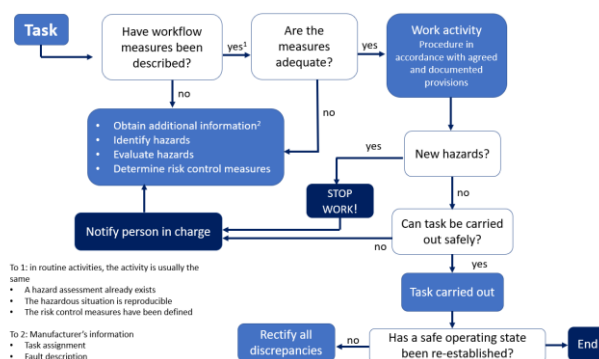 Task
Have workflow
measures been
described?
yes1
Are the
measures
adequate?
yes
Work activity
Procedure in
accordance with agreed
and documented
provisions
no
no
• Obtain additional information2
• Identify hazards
• Evaluate hazards
• Determine risk control measures
yes
New hazards?
STOP
WORK!
no
Notify person in charge
Can task be carried
out safely?
no
yes
To 1: in routine activities, the activity is usually the
same
• A hazard assessment already exists
• The hazardous situation is reproducible
• The risk control measures have been defined
Task carried out
To 2: Manufacturer's information
• Task assignment
• Fault description
Rectify all
discrepancies
no
Has a safe operating state
been re-established?
End